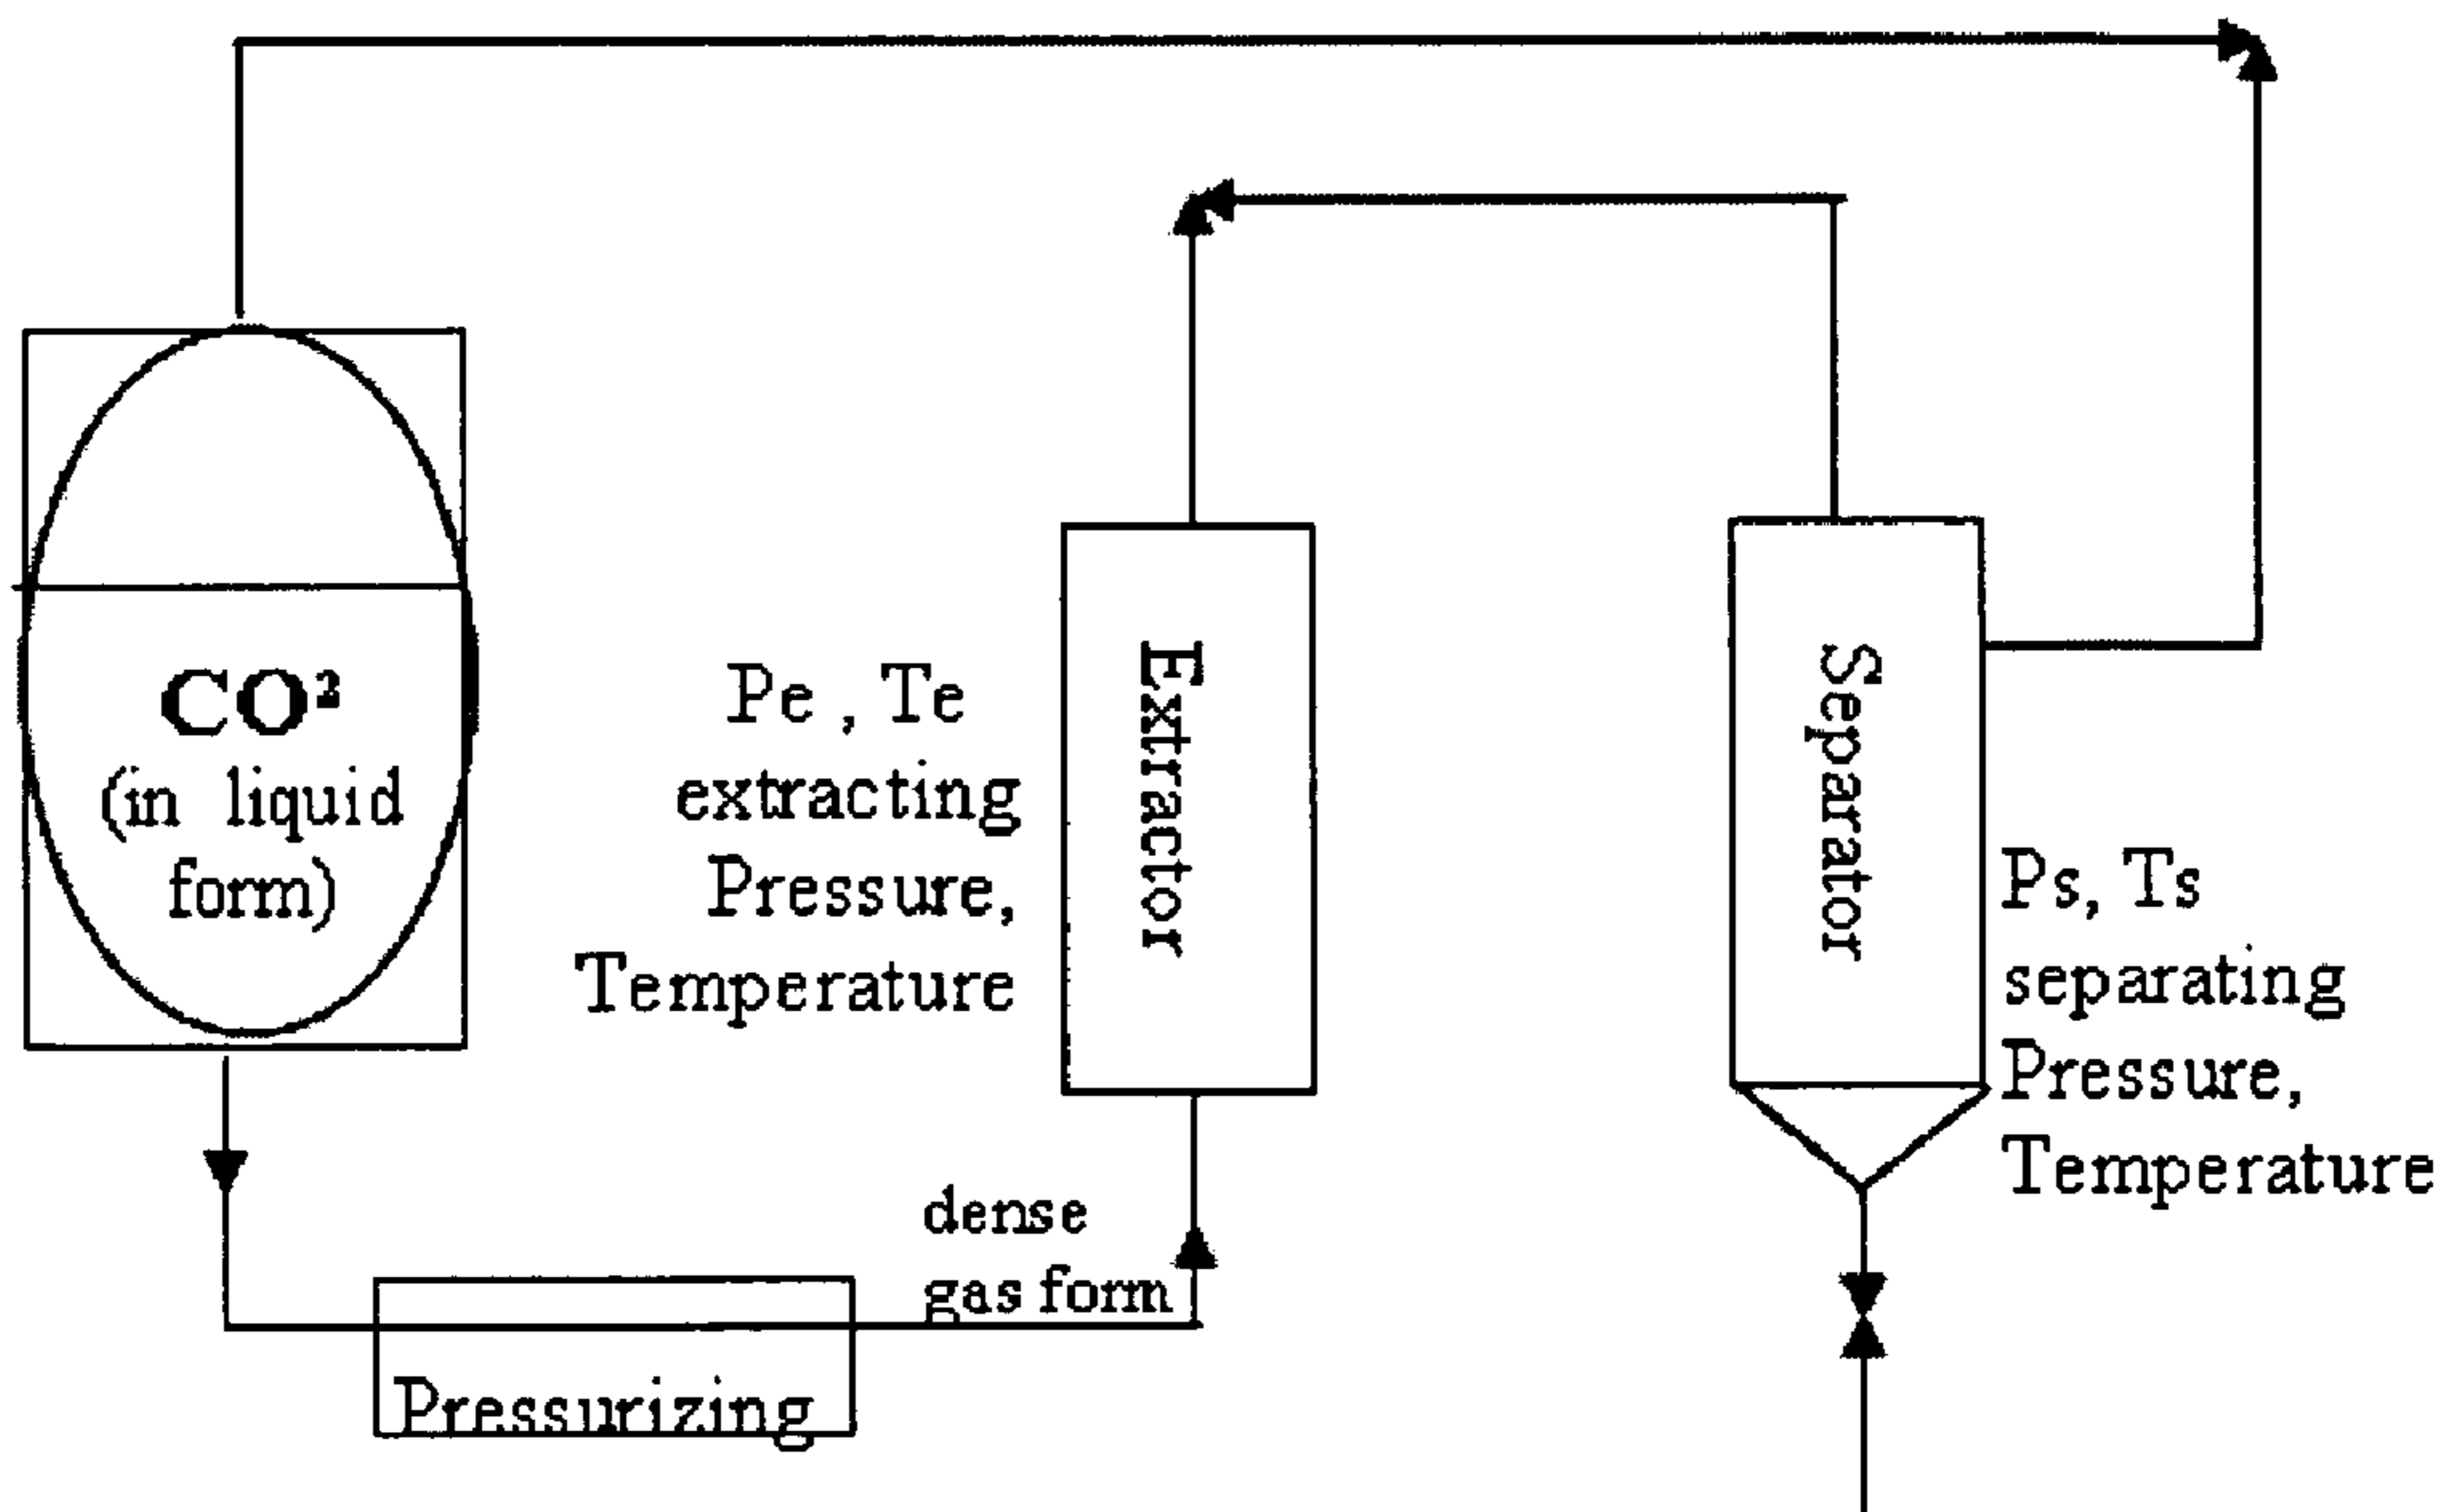 CO²
(in liquid
form)
Pe , Te
extracting
Pressure,
Temperature
Extractor
Separator
Ps, Ts
separating
Pressure,
Temperature
dense
gas form
Pressurizing